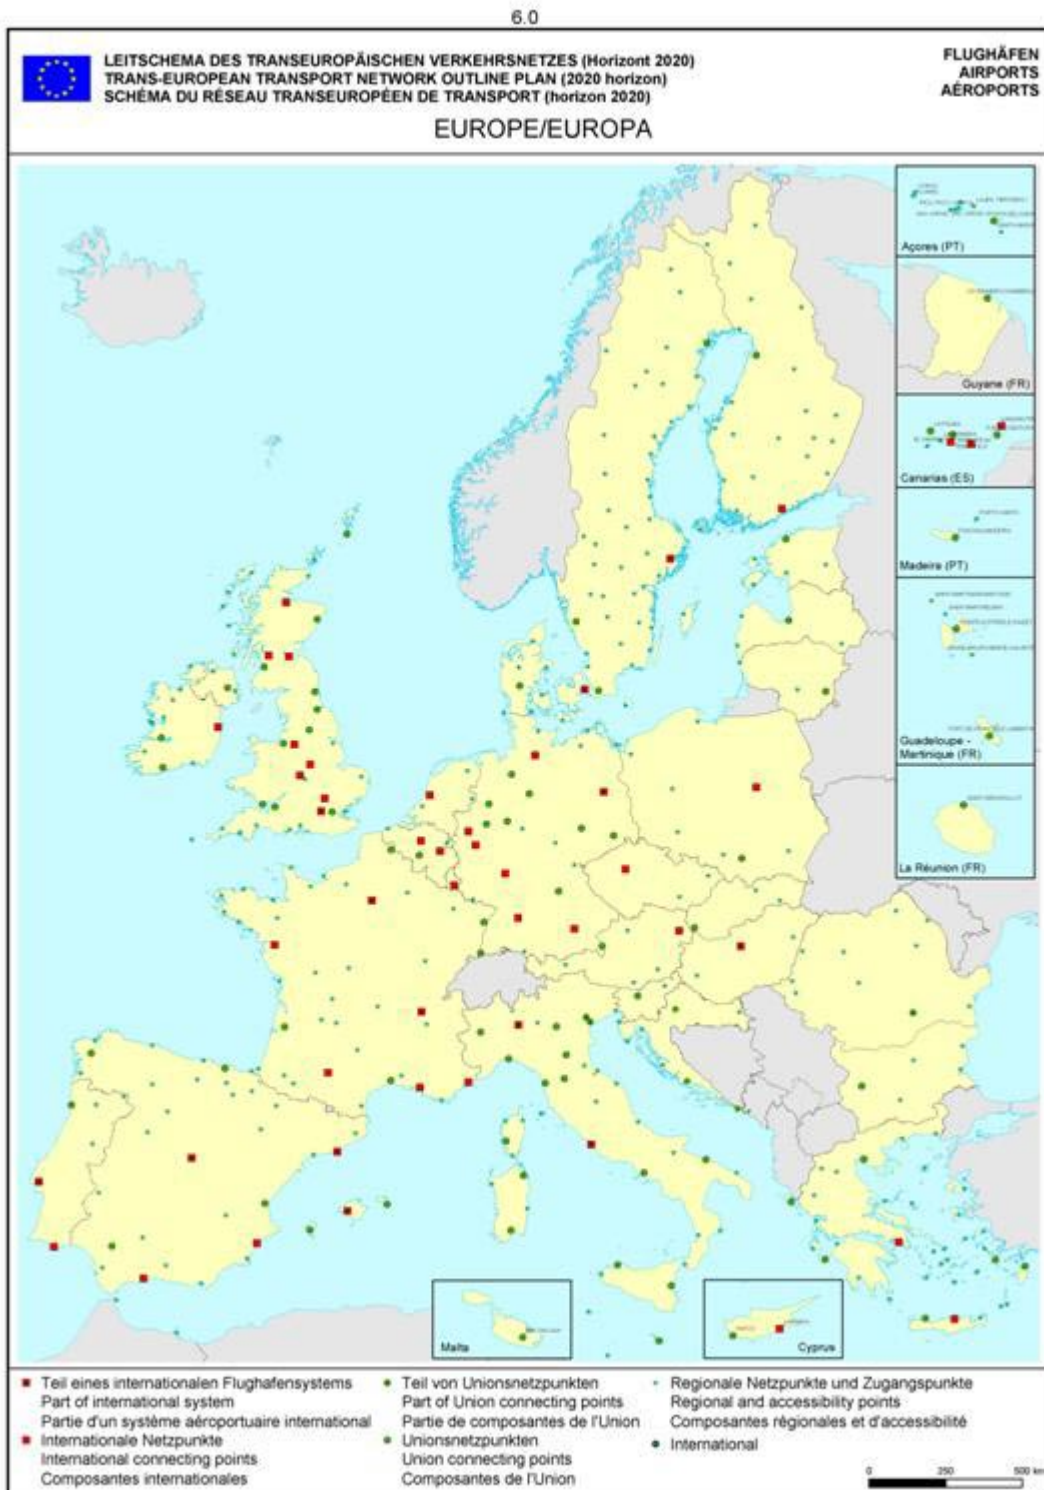 6.0
LEITSCHEMA DES TRANSEUROPÄISCHEN VERKEHRSNETZES (Horizont 2020)
TRANS-EUROPEAN TRANSPORT NETWORK OUTLINE PLAN (2020 horizon)
SCHÉMA DU RÉSEAU TRANSEUROPÉEN DE TRANSPORT (horizon 2020)
FLUGHÄFEN
AIRPORTS
AÉROPORTS
EUROPE/EUROPA
Açores (PT)
Guyane (FR)
Canarias (ES)
Madeira (PT)
Guadeloupe -
Martinique (FR)
La Réunion (FR)
Malta
Cyprus
Teil eines internationalen Flughafensystems
Part of international system
Partie d'un système aéroportuaire international
Internationale Netzpunkte
International connecting points
Composantes internationales
Teil von Unionsnetzpunkten
Part of Union connecting points
Partie de composantes de l'Union
Unionsnetzpunkten
Union connecting points
Composantes de l'Union
Regionale Netzpunkte und Zugangspunkte
Regional and accessibility points
Composantes régionales et d'accessibilité
International
0 250 500 km